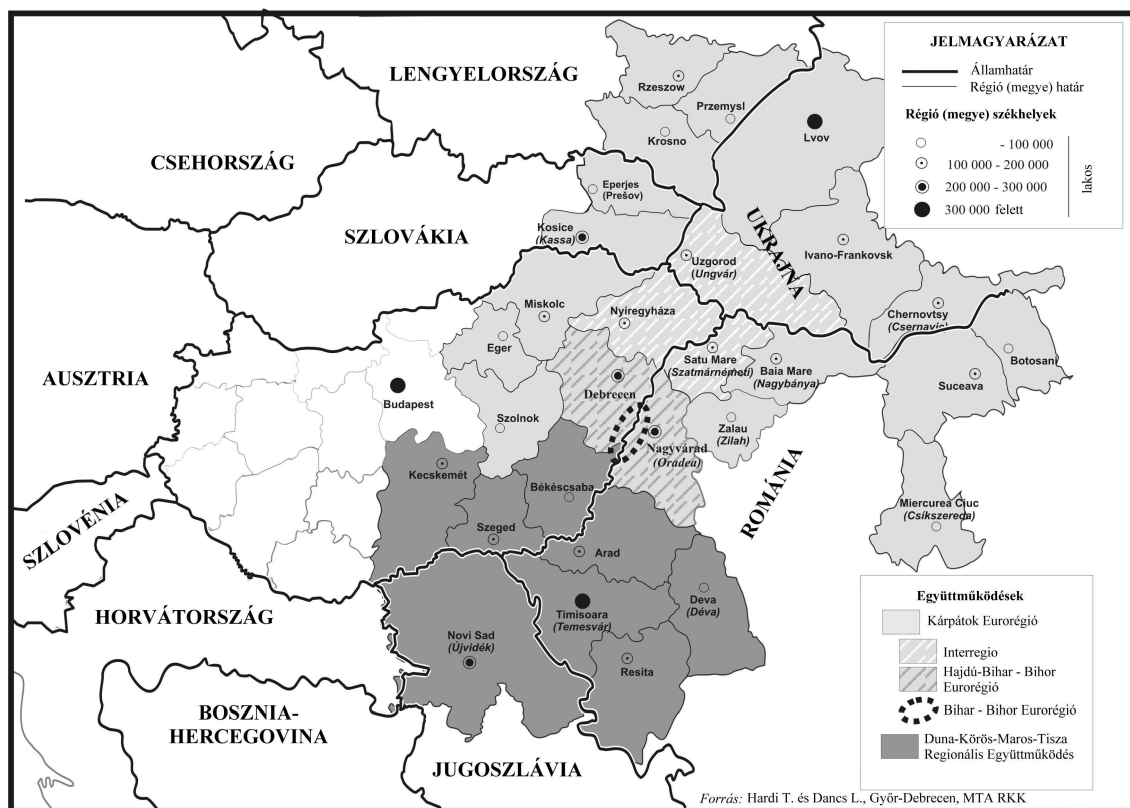 LENGYELORSZÁG
CSEHORSZÁG
SZLOVÁKIA
AUSZTRIA
SZLOVÉNIA
HORVÁTORSZÁG
BOSZNIA-
HERCEGOVINA
JUGOSZLÁVIA
ROMÁNIA
UKRAJNA
Rzeszow
Przemysl
Krosno
Lvov
Eperjes
(Prešov)
Kosice
(Kassa)
Uzgorod
(Ungvár)
Ivano-Frankovsk
Chernovtsy
Miskolc
Nyíregyháza
Eger
Satu Mare
(Szatmárnémeti)
Baia Mare
(Nagybánya)
Botosani
Suceava
Budapest
Debrecen
Szolnok
Zalau
(Zilah)
Nagyvárad
(Oradea)
Kecskemét
Békéscsaba
Miercurea Ciuc
(Csíkszereda)
Szeged
Arad
Deva
(Déva)
Timisoara
(Temesvár)
Novi Sad
(Újvidék)
Resita
JELMAGYARÁZAT
Államhatár
Régió (megye) határ
Régió (megye) székhelyek
- 100 000
100 000 - 200 000
200 000 - 300 000
300 000 felett
lakos
Együttműködések
Kárpátok Eurorégió
Interregio
Hajdú-Bihar - Bihor
Eurorégió
Bihar - Bihor Eurorégió
Duna-Körös-Maros-Tisza
Regionális Együttműködés
Forrás: Hardi T. és Dancs L., Győr-Debrecen, MTA RKK